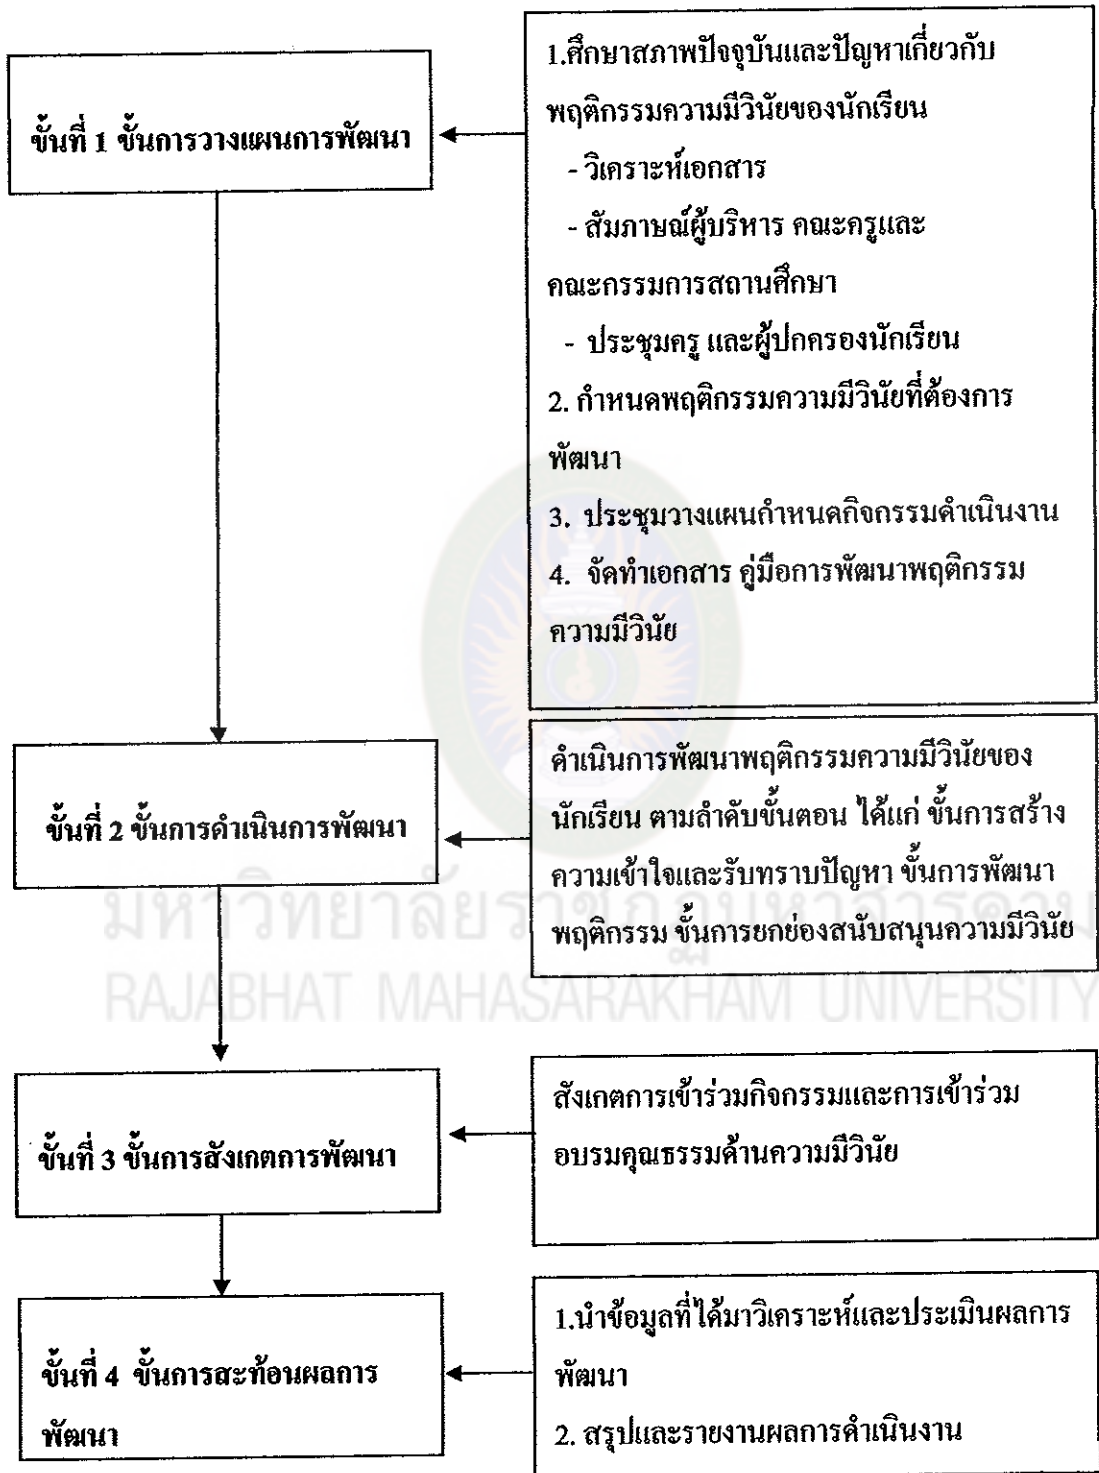 ขั้นที่ 1 ขั้นการวางแผนการพัฒนา
1.ศึกษาสภาพปัจจุบันและปัญหาเกี่ยวกับ
พฤติกรรมความมีวินัยของนักเรียน
- วิเคราะห์เอกสาร
- สัมภาษณ์ผู้บริหาร คณะครูและ
คณะกรรมการสถานศึกษา
- ประชุมครู และผู้ปกครองนักเรียน
2. กำหนดพฤติกรรมความมีวินัยที่ต้องการ
พัฒนา
3. ประชุมวางแผนกำหนดกิจกรรมดำเนินงาน
4. จัดทำเอกสาร คู่มือการพัฒนาพฤติกรรม
ความมีวินัย
ขั้นที่ 2 ขั้นการดำเนินการพัฒนา
ดำเนินการพัฒนาพฤติกรรมความมีวินัยของ
นักเรียน ตามลำดับขั้นตอน ได้แก่ ขั้นการสร้าง
ความเข้าใจและรับทราบปัญหา ขั้นการพัฒนา
พฤติกรรม ขั้นการยกย่องสนับสนุนความมีวินัย
มหาวิทยาลัยราชภัฏมหาสารคาม
RAJABHAT MAHASARAKHAM UNIVERSITY
ขั้นที่ 3 ขั้นการสังเกตการพัฒนา
สังเกตการเข้าร่วมกิจกรรมและการเข้าร่วม
อบรมคุณธรรมด้านความมีวินัย
ขั้นที่ 4 ขั้นการสะท้อนผลการ
พัฒนา
1.นำข้อมูลที่ได้มาวิเคราะห์และประเมินผลการ
พัฒนา
2. สรุปและรายงานผลการดำเนินงาน